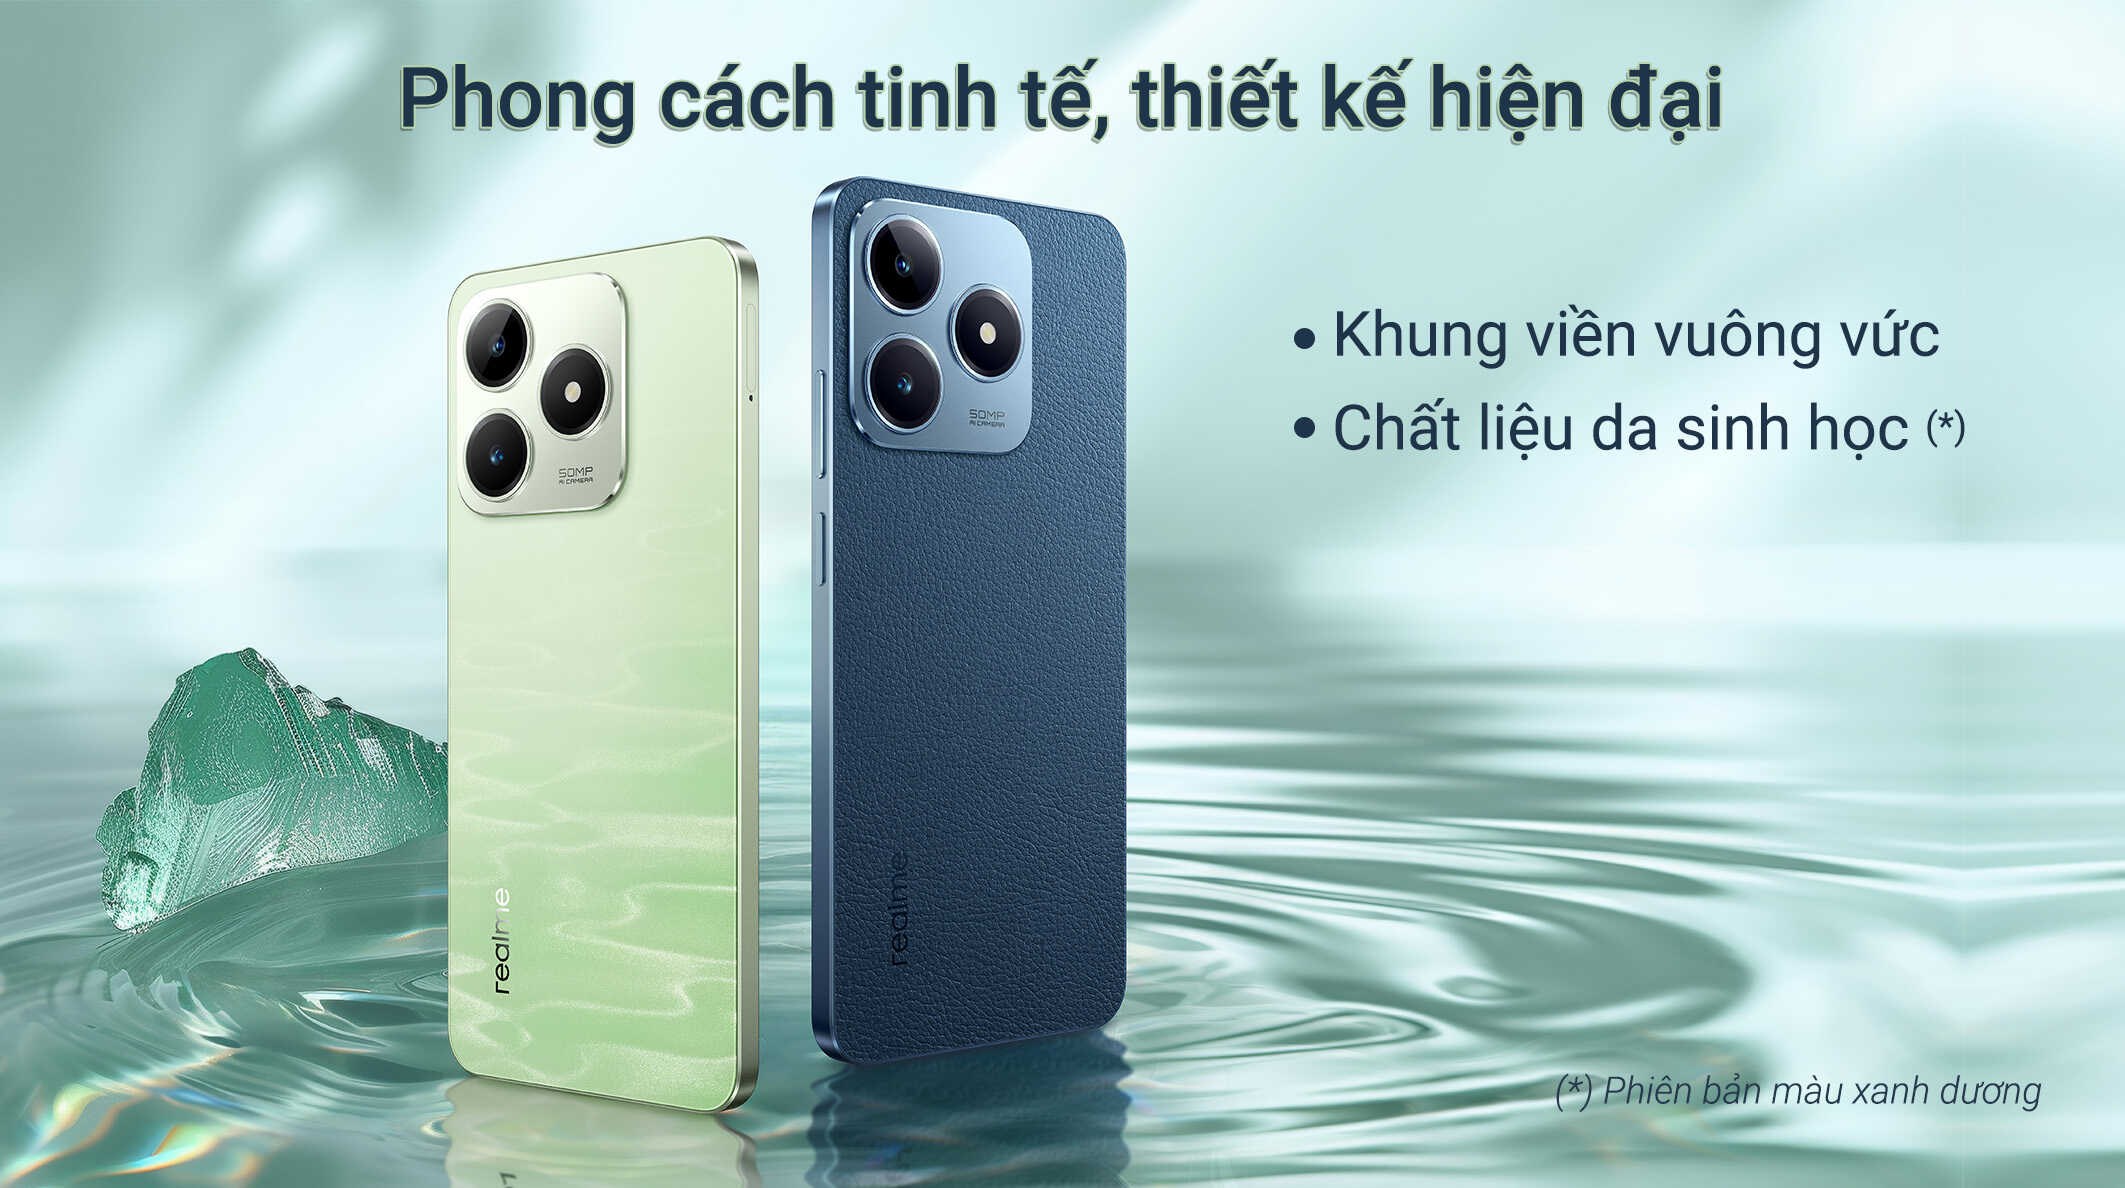 Phong cách tinh tế, thiết kế hiện đại
• Khung viền vuông vức
• Chất liệu da sinh học (*)
50MP
AI CAMERA
50MP
AI CAMERA
realme
realme
(*) Phiên bản màu xanh dương